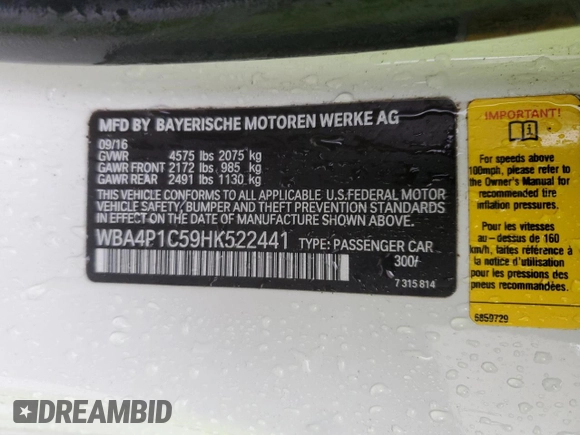 MFD BY BAYERISCHE MOTOREN WERKE AG
09/16
GVWR 4575 lbs 2075 kg
GAWR FRONT 2172 lbs 985 kg
GAWR REAR 2491 lbs 1130 kg
THIS VEHICLE CONFORMS TO ALL APPLICABLE U.S.FEDERAL MOTOR
VEHICLE SAFETY, BUMPER, AND THEFT PREVENTION STANDARDS
IN EFFECT ON THE DATE OF MANUFACTURE SHOWN ABOVE.
WBA4P1C59HK522441 TYPE: PASSENGER CAR
300/
7 315 814
IMPORTANT!
For speeds above
100mph, please refer to
the Owner's Manual for
recommended tire
inflation pressures.
Pour les vitesses
au-dessus de 160
km/h, faites référence à
la notice d'utilisation
pour les pressions des
pneus recommandées.
6859729
DREAMBID